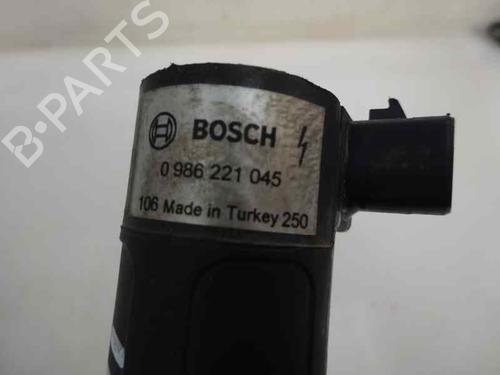 B-PARTS
BOSCH
0 986 221 045
106 Made in Turkey 250